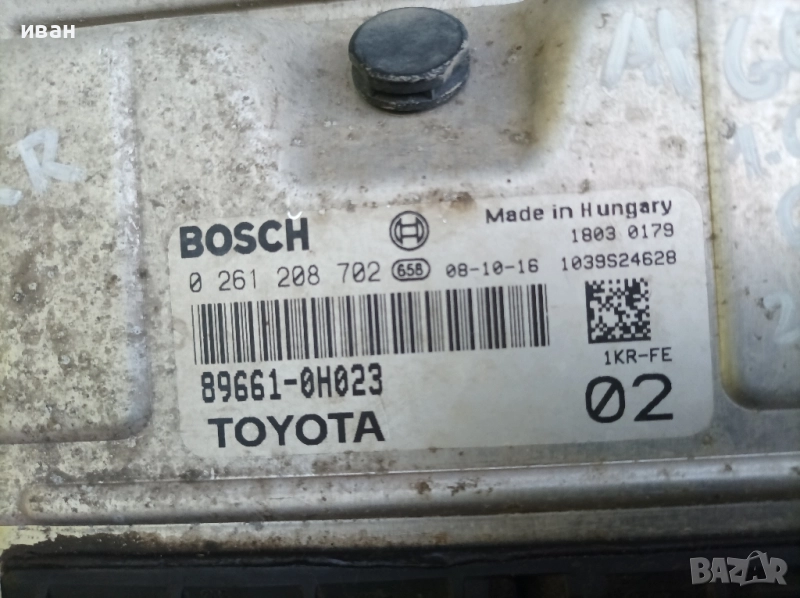 иван
BOSCH
Made in Hungary
1803 0179
0 261 208 702 658 08-10-16 1039S24628
1KR-FE
89661-0H023
02
TOYOTA
BAZAR